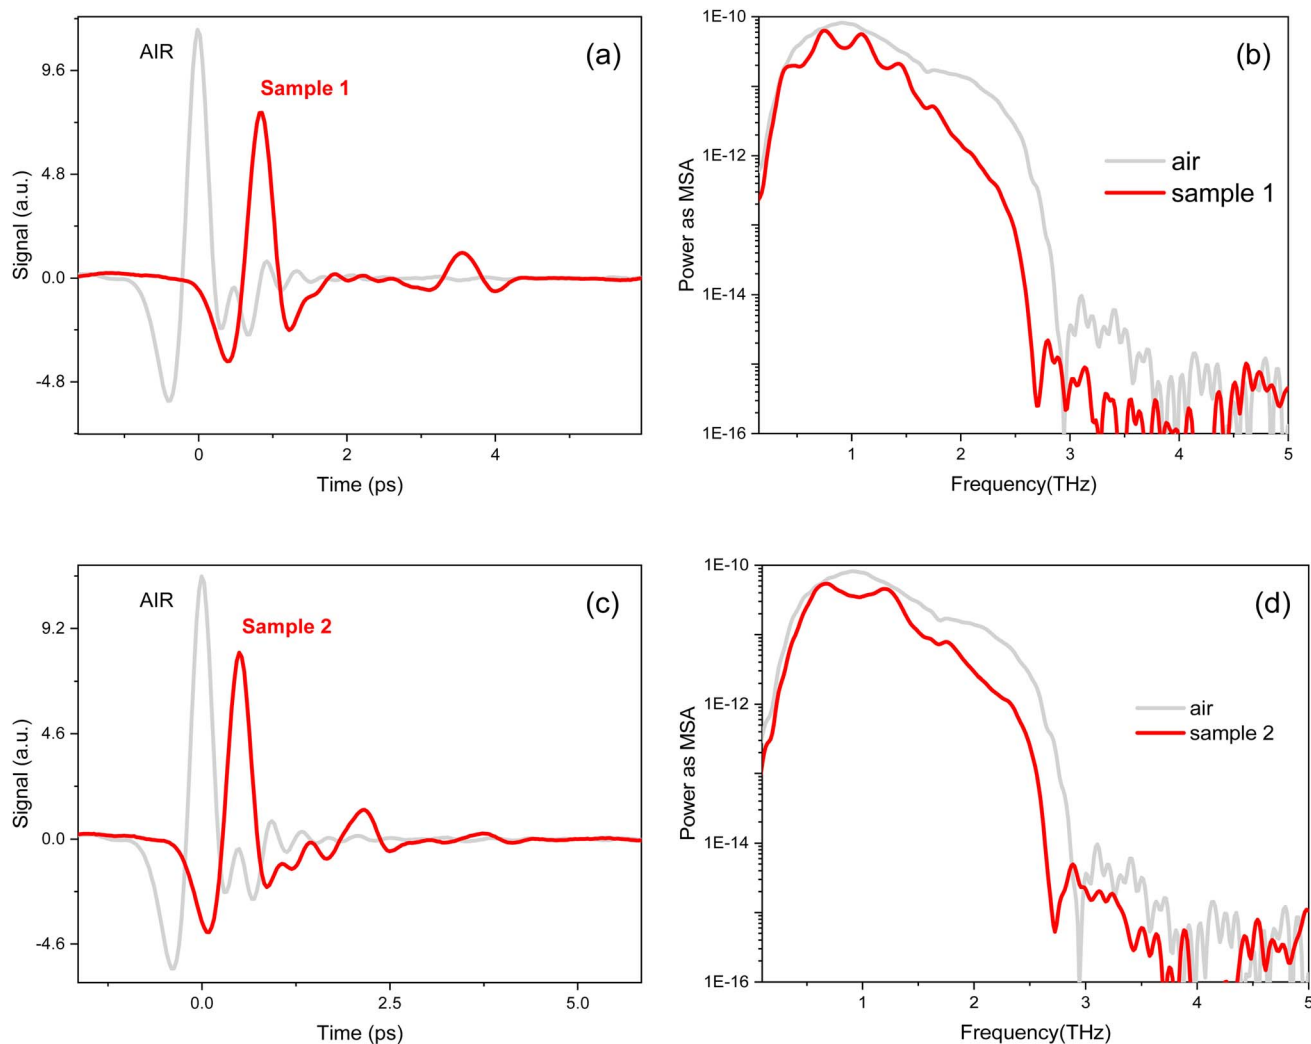 AIR
Sample 1
(a)
9.6
4.8
0.0
−4.8
Signal (a.u.)
0
2
4
Time (ps)
(b)
1E-10
1E-12
1E-14
1E-16
Power as MSA
air
sample 1
1
2
3
4
5
Frequency(THz)
AIR
Sample 2
(c)
9.2
4.6
0.0
−4.6
Signal (a.u.)
0.0
2.5
5.0
Time (ps)
(d)
1E-10
1E-12
1E-14
1E-16
Power as MSA
air
sample 2
1
2
3
4
5
Frequency(THz)